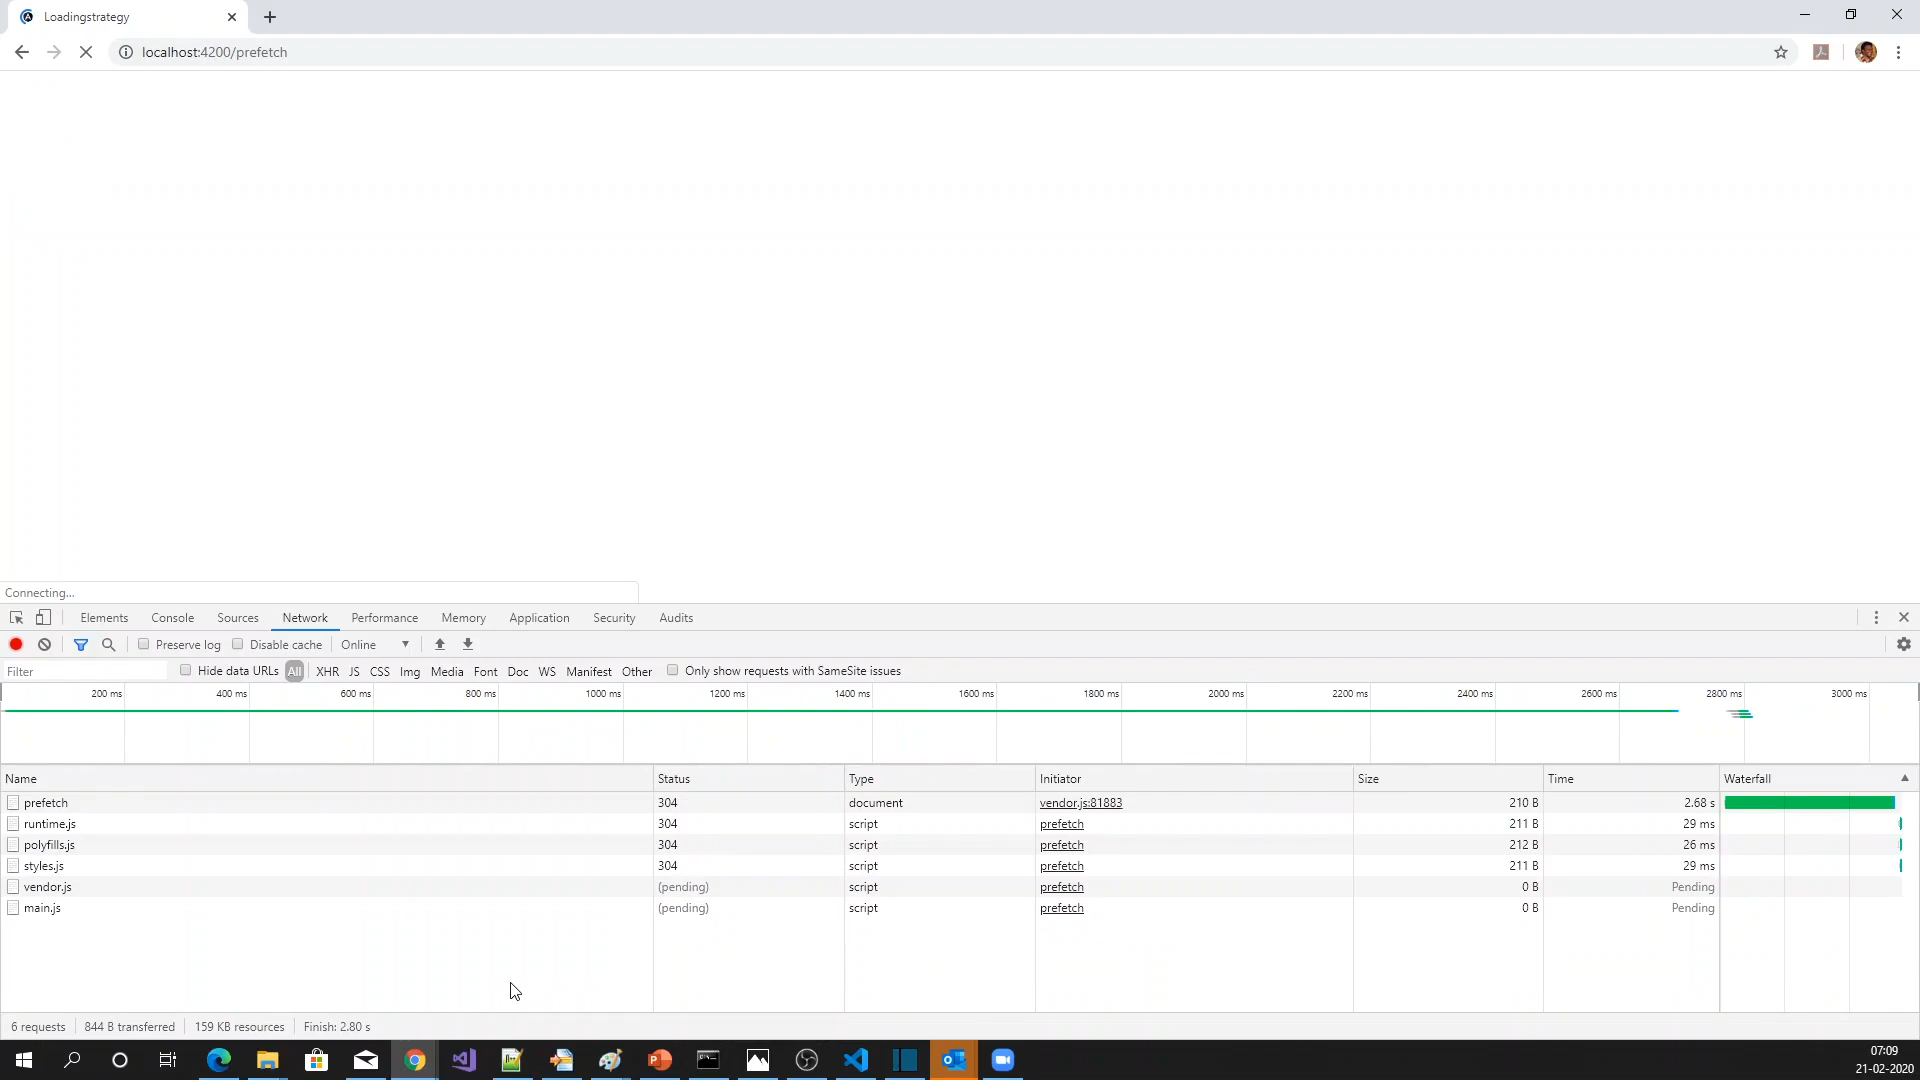 Loadingstrategy
localhost:4200/prefetch
Connecting...
Elements Console Sources Network Performance Memory Application Security Audits
Preserve log Disable cache Online
Filter Hide data URLs All XHR JS CSS Img Media Font Doc WS Manifest Other Only show requests with SameSite issues
200 ms 400 ms 600 ms 800 ms 1000 ms 1200 ms 1400 ms 1600 ms 1800 ms 2000 ms 2200 ms 2400 ms 2600 ms 2800 ms 3000 ms
Name Status Type Initiator Size Time Waterfall
prefetch 304 document vendor.js:81883 210 B 2.68 s
runtime.js 304 script prefetch 211 B 29 ms
polyfills.js 304 script prefetch 212 B 26 ms
styles.js 304 script prefetch 211 B 29 ms
vendor.js (pending) script prefetch 0 B Pending
main.js (pending) script prefetch 0 B Pending
6 requests 844 B transferred 159 KB resources Finish: 2.80 s
07:09
21-02-2020